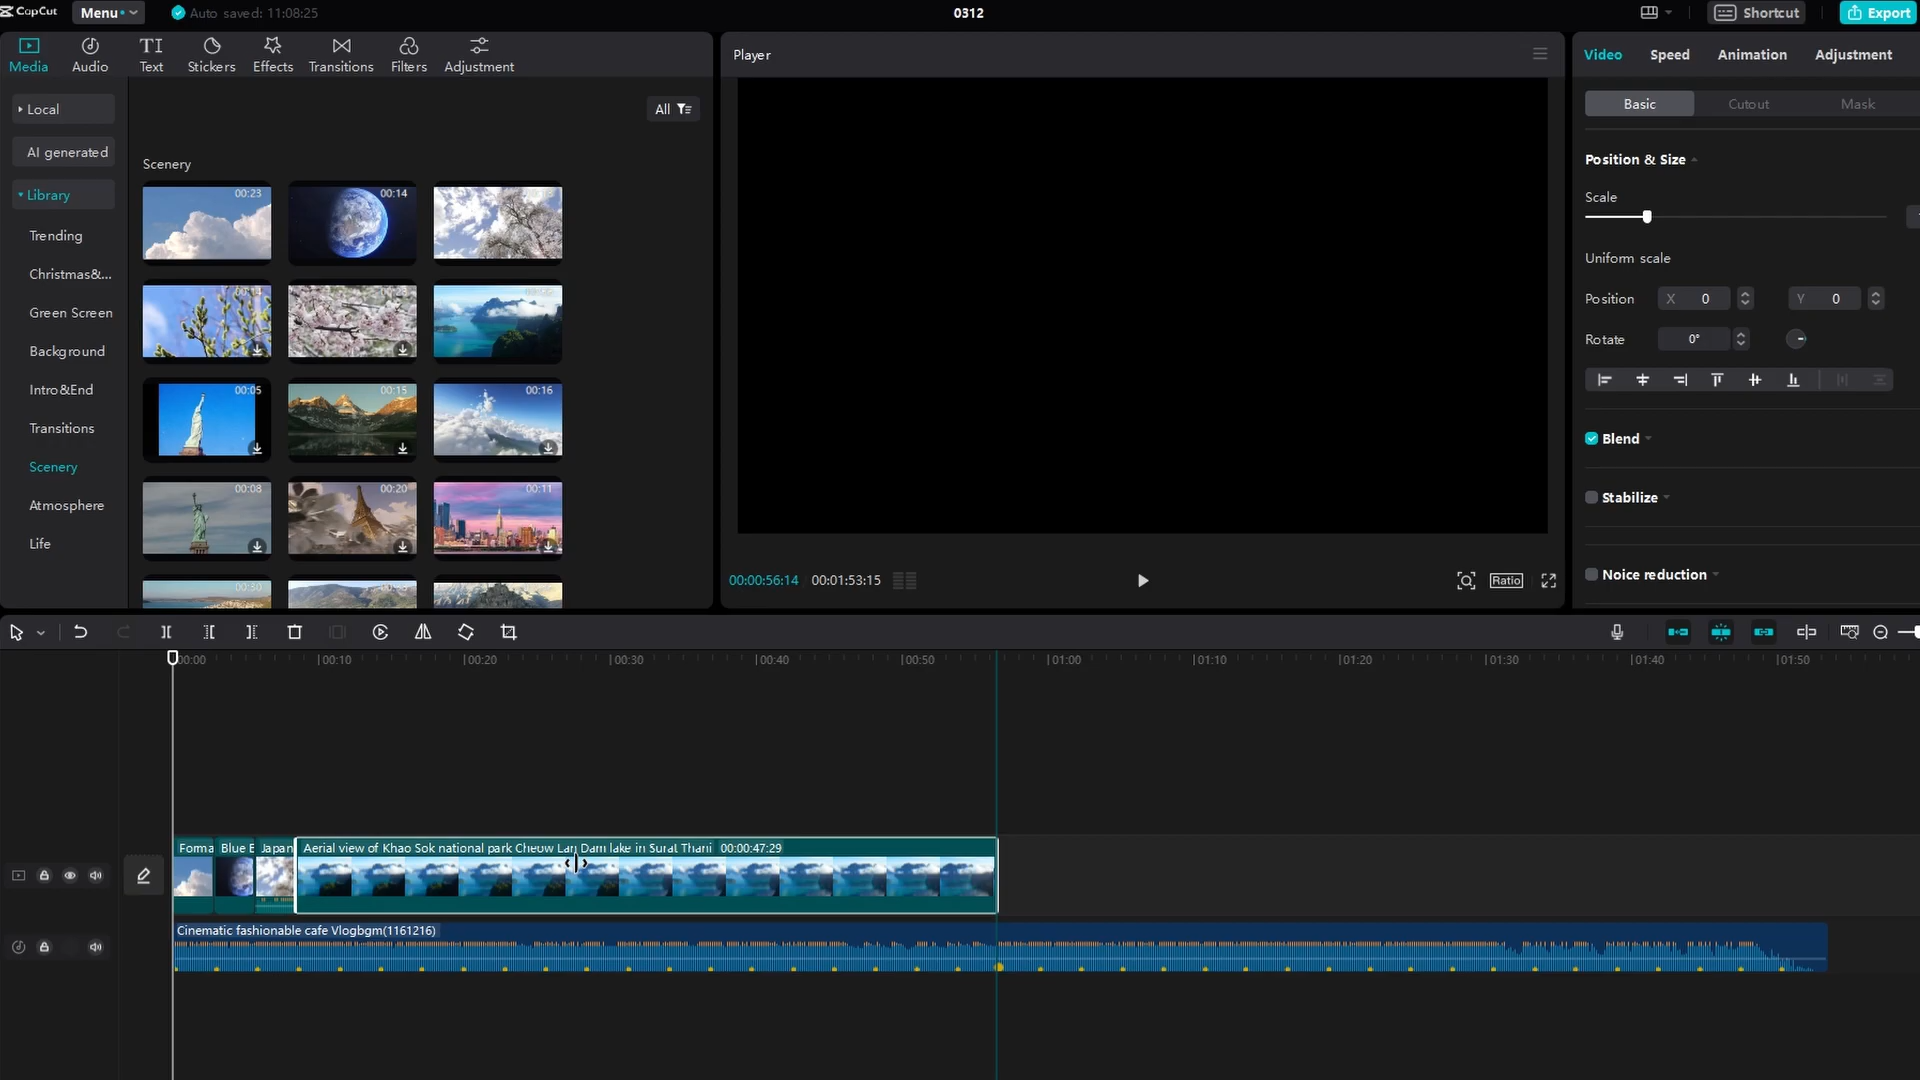 CapCut
Menu
Auto saved: 11:08:25
0312
Shortcut
Export
Media
Audio
TI
Text
Stickers
Effects
Transitions
Filters
Adjustment
Player
Video
Speed
Animation
Adjustment
Local
AI generated
Library
Trending
Christmas&...
Green Screen
Background
Intro&End
Transitions
Scenery
Atmosphere
Life
All
Scenery
00:23
00:14
00:05
00:15
00:16
00:08
00:20
00:11
00:30
Basic
Cutout
Mask
Position & Size
Scale
Uniform scale
Position
X 0
Y 0
Rotate
0°
Blend
Stabilize
Noice reduction
00:00:56:14
00:01:53:15
Ratio
00:00
00:10
00:20
00:30
00:40
00:50
01:00
01:10
01:20
01:30
01:40
01:50
Forma
Blue E
Japan
Aerial view of Khao Sok national park Cheow Lan Dam lake in Surat Thani 00:00:47:29
Cinematic fashionable cafe Vlogbgm(1161216)